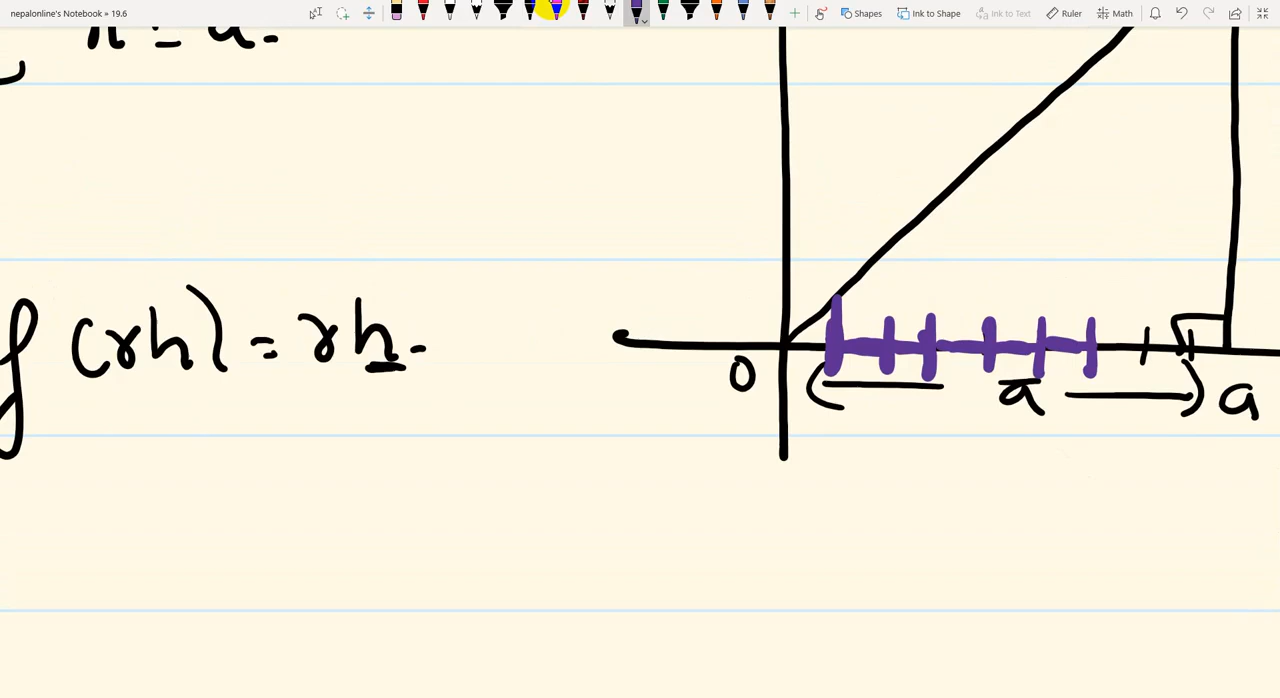 nepalonline's Notebook » 19.6
Shapes
Ink to Shape
Ink to Text
Ruler
Math
f(rh) = rh.
0
a
a